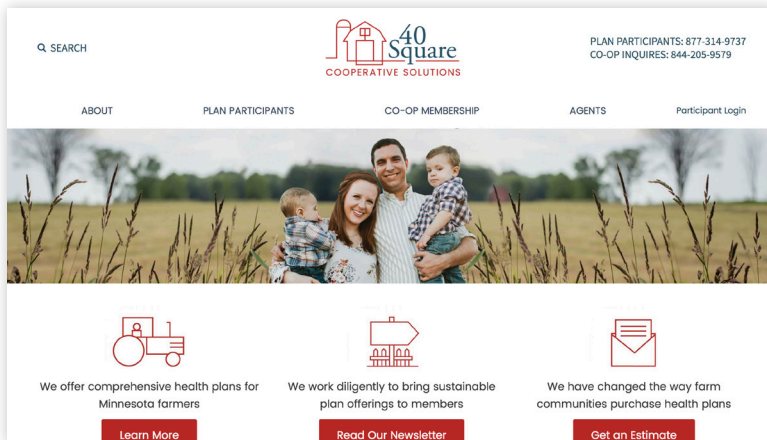 SEARCH
40
Square
COOPERATIVE SOLUTIONS
PLAN PARTICIPANTS: 877-314-9737
CO-OP INQUIRES: 844-205-9579
ABOUT
PLAN PARTICIPANTS
CO-OP MEMBERSHIP
AGENTS
Participant Login
We offer comprehensive health plans for
Minnesota farmers
Learn More
We work diligently to bring sustainable
plan offerings to members
Read Our Newsletter
We have changed the way farm
communities purchase health plans
Get an Estimate